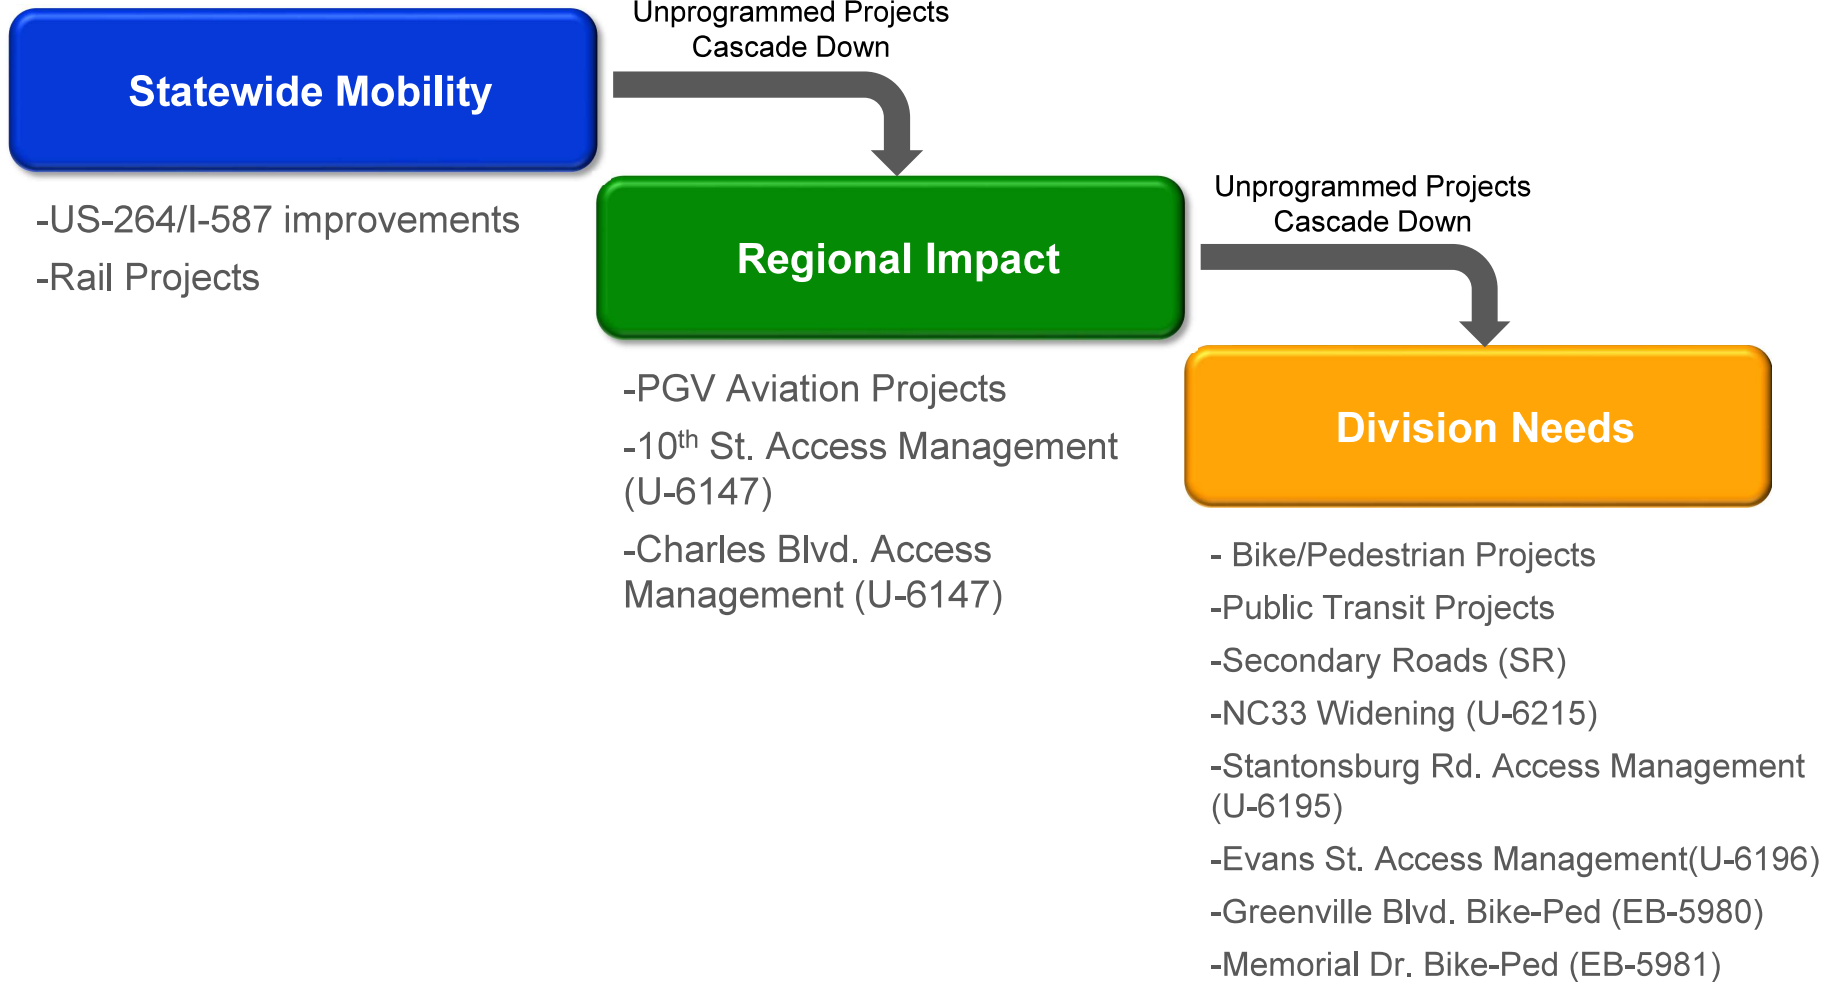 Unprogrammed Projects
Cascade Down
Statewide Mobility
-US-264/I-587 improvements
-Rail Projects
Unprogrammed Projects
Cascade Down
Regional Impact
-PGV Aviation Projects
-10th St. Access Management
(U-6147)
-Charles Blvd. Access
Management (U-6147)
Division Needs
- Bike/Pedestrian Projects
-Public Transit Projects
-Secondary Roads (SR)
-NC33 Widening (U-6215)
-Stantonsburg Rd. Access Management
(U-6195)
-Evans St. Access Management(U-6196)
-Greenville Blvd. Bike-Ped (EB-5980)
-Memorial Dr. Bike-Ped (EB-5981)